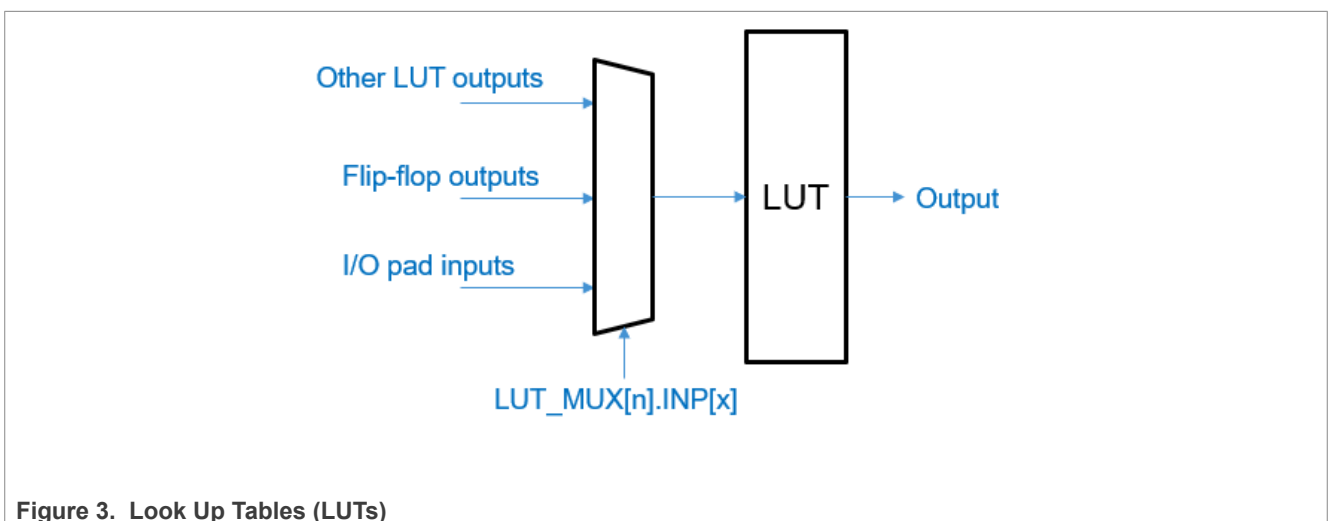 Other LUT outputs
Flip-flop outputs
I/O pad inputs
LUT
Output
LUT_MUX[n].INP[x]
Figure 3. Look Up Tables (LUTs)